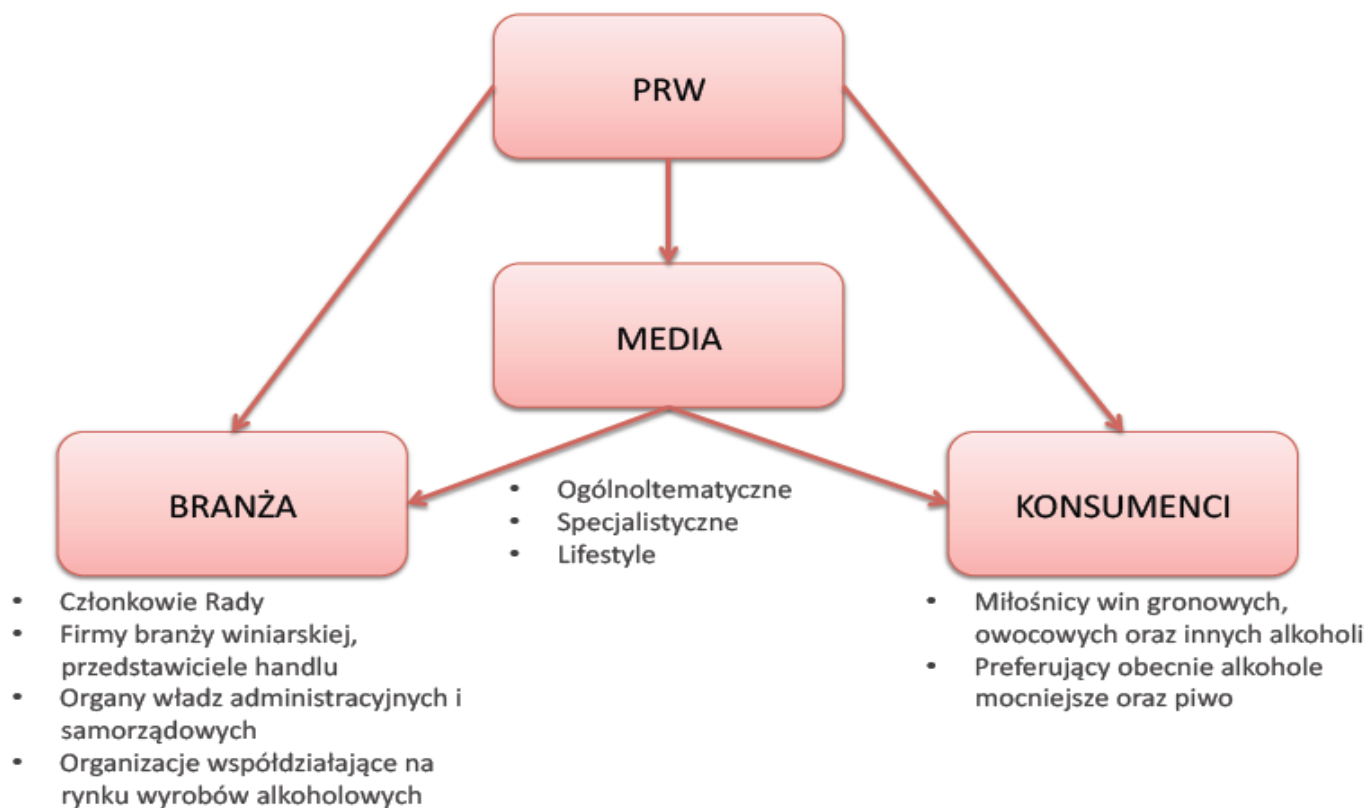 PRW
MEDIA
BRANŻA
KONSUMENCI
• Ogólnoltematyczne
• Specjalistyczne
• Lifestyle
• Członkowie Rady
• Firmy branży winiarskiej,
przedstawiciele handlu
• Organy władz administracyjnych i
samorządowych
• Organizacje współdziałające na
rynku wyrobów alkoholowych
• Miłośnicy win gronowych,
owocowych oraz innych alkoholi
• Preferujący obecnie alkohole
mocniejsze oraz piwo